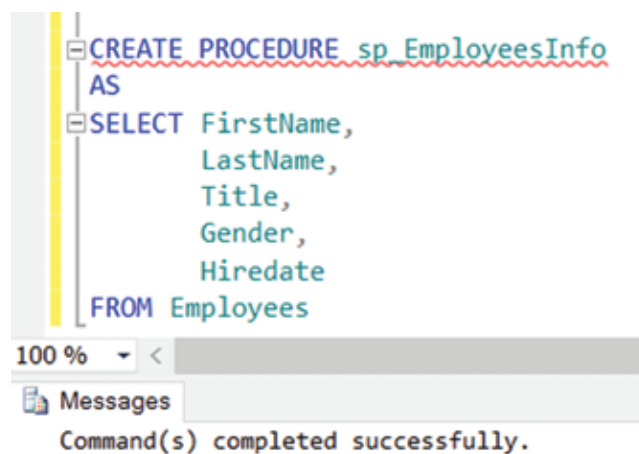 CREATE PROCEDURE sp_EmployeesInfo
AS
SELECT FirstName,
LastName,
Title,
Gender,
Hiredate
FROM Employees
100 %
Messages
Command(s) completed successfully.